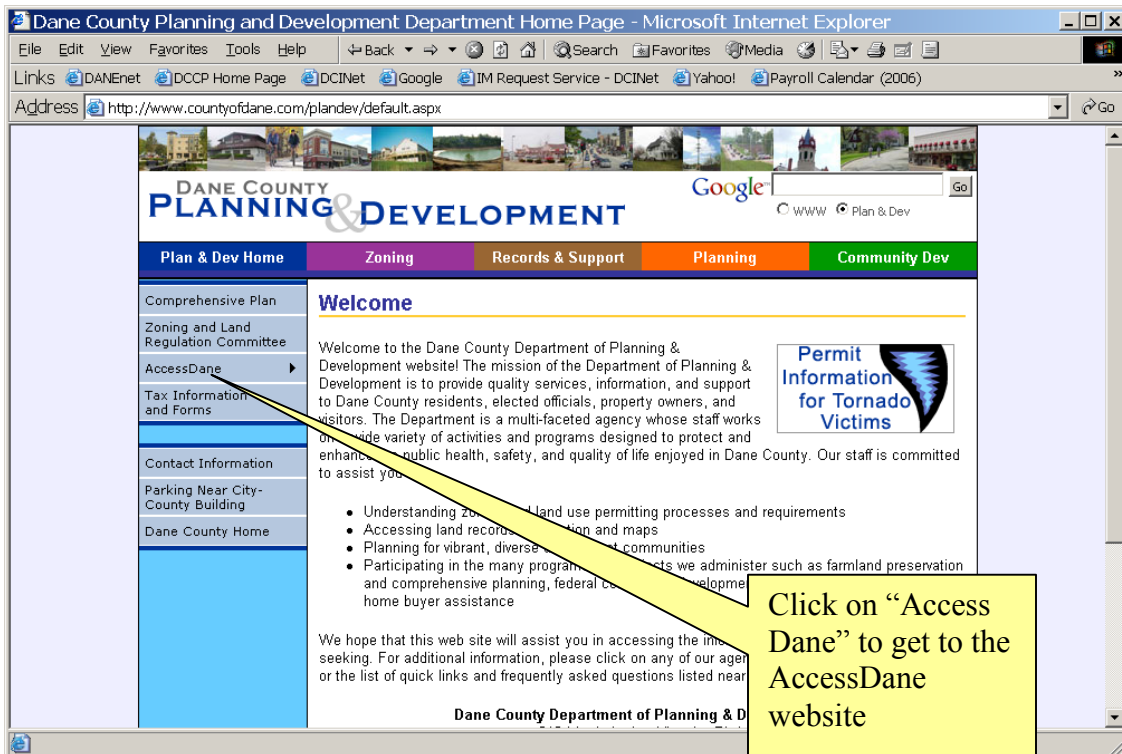 Dane County Planning and Development Department Home Page - Microsoft Internet Explorer
File Edit View Favorites Tools Help Back Search Favorites Media
Links DANEnet DCCP Home Page DCINet Google IM Request Service - DCINet Yahoo! Payroll Calendar (2006) »
Address http://www.countyofdane.com/plandev/default.aspx Go
DANE COUNTY
PLANNING & DEVELOPMENT
Google Go
WWW Plan & Dev
Plan & Dev Home Zoning Records & Support Planning Community Dev
Comprehensive Plan
Zoning and Land
Regulation Committee
AccessDane
Tax Information
and Forms
Contact Information
Parking Near City-
County Building
Dane County Home
Welcome
Welcome to the Dane County Department of Planning &
Development website! The mission of the Department of Planning &
Development is to provide quality services, information, and support
to Dane County residents, elected officials, property owners, and
visitors. The Department is a multi-faceted agency whose staff works
wide variety of activities and programs designed to protect and
enhance public health, safety, and quality of life enjoyed in Dane County. Our staff is committed
to assist you
Permit
Information
for Tornado
Victims
• Understanding land use permitting processes and requirements
• Accessing land and maps
• Planning for vibrant, diverse communities
• Participating in the many we administer such as farmland preservation
and comprehensive planning, federal
home buyer assistance
We hope that this web site will assist you in accessing the
seeking. For additional information, please click on any of our
or the list of quick links and frequently asked questions listed near
Dane County Department of Planning & D
Click on “Access
Dane” to get to the
AccessDane
website